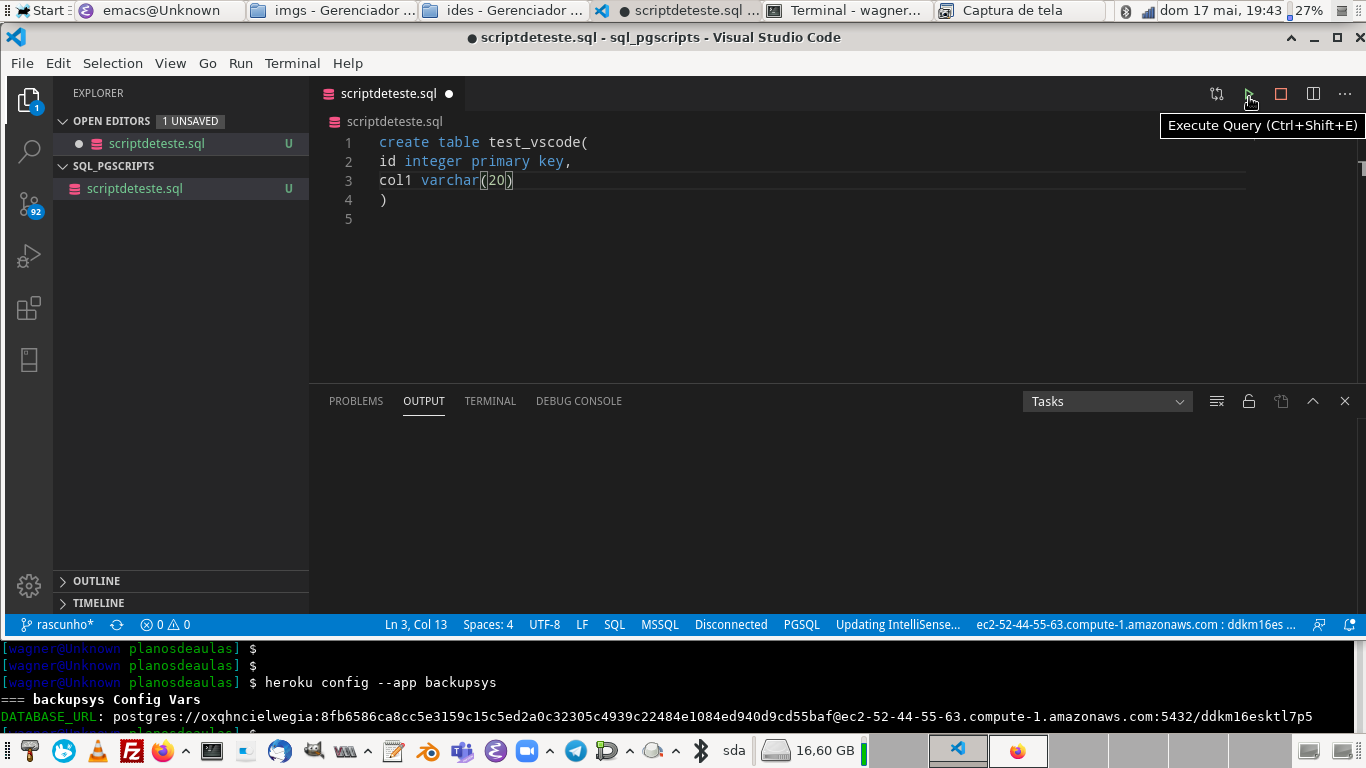 Start emacs@Unknown imgs - Gerenciador ... ides - Gerenciador ... ● scriptdeteste.sql ... Terminal - wagner... Captura de tela dom 17 mai, 19:43 27%
● scriptdeteste.sql - sql_pgscripts - Visual Studio Code
File Edit Selection View Go Run Terminal Help
EXPLORER
OPEN EDITORS 1 UNSAVED
● scriptdeteste.sql U
SQL_PGSCRIPTS
scriptdeteste.sql U
1
92
OUTLINE
TIMELINE
scriptdeteste.sql ●
Execute Query (Ctrl+Shift+E)
scriptdeteste.sql
1 create table test_vscode(
2 id integer primary key,
3 col1 varchar(20)
4 )
5
PROBLEMS OUTPUT TERMINAL DEBUG CONSOLE Tasks
rascunho* 0 0 Ln 3, Col 13 Spaces: 4 UTF-8 LF SQL MSSQL Disconnected PGSQL Updating IntelliSense... ec2-52-44-55-63.compute-1.amazonaws.com : ddkm16es ...
[wagner@Unknown planosdeaulas] $
[wagner@Unknown planosdeaulas] $
[wagner@Unknown planosdeaulas] $ heroku config --app backupsys
=== backupsys Config Vars
DATABASE_URL: postgres://oxqhncielwegia:8fb6586ca8cc5e3159c15c5ed2a0c32305c4939c22484e1084ed940d9cd55baf@ec2-52-44-55-63.compute-1.amazonaws.com:5432/ddkm16esktl7p5
sda 16,60 GB